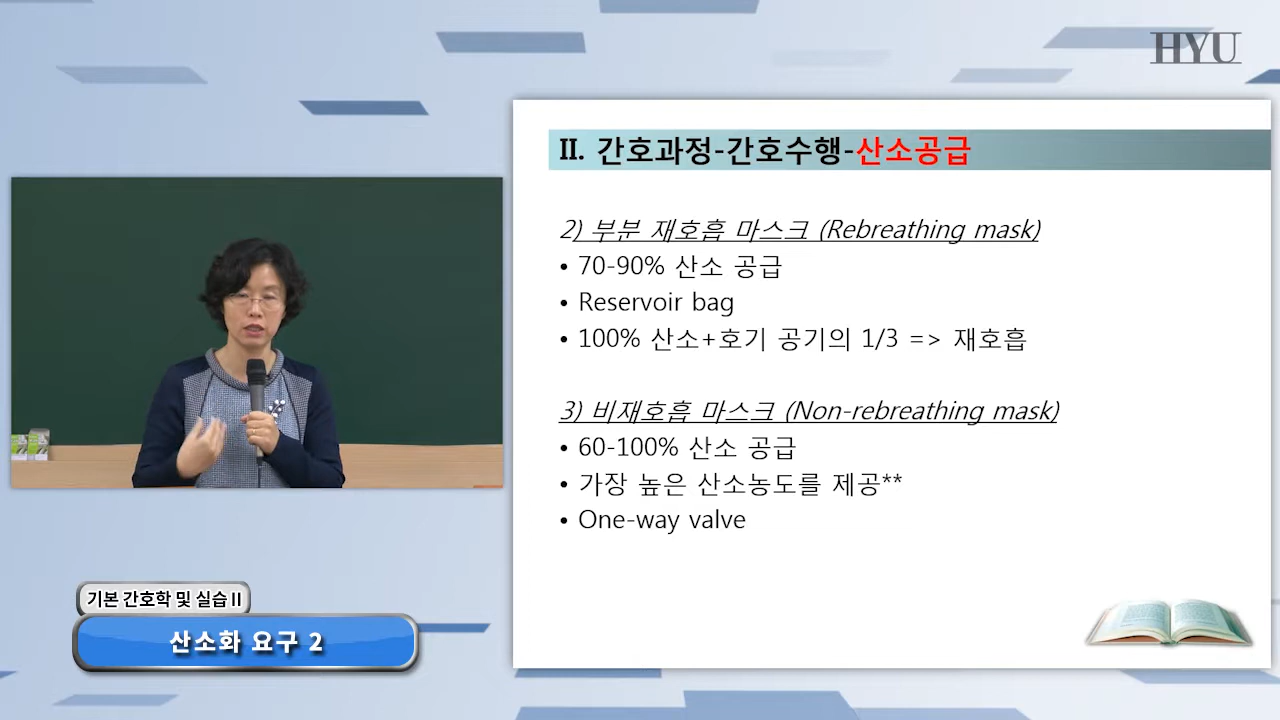 HYU
II. 간호과정-간호수행-산소공급
2) 부분 재호흡 마스크 (Rebreathing mask)
• 70-90% 산소 공급
• Reservoir bag
• 100% 산소+호기 공기의 1/3 => 재호흡
3) 비재호흡 마스크 (Non-rebreathing mask)
• 60-100% 산소 공급
• 가장 높은 산소농도를 제공**
• One-way valve
기본 간호학 및 실습 II
산소화 요구 2